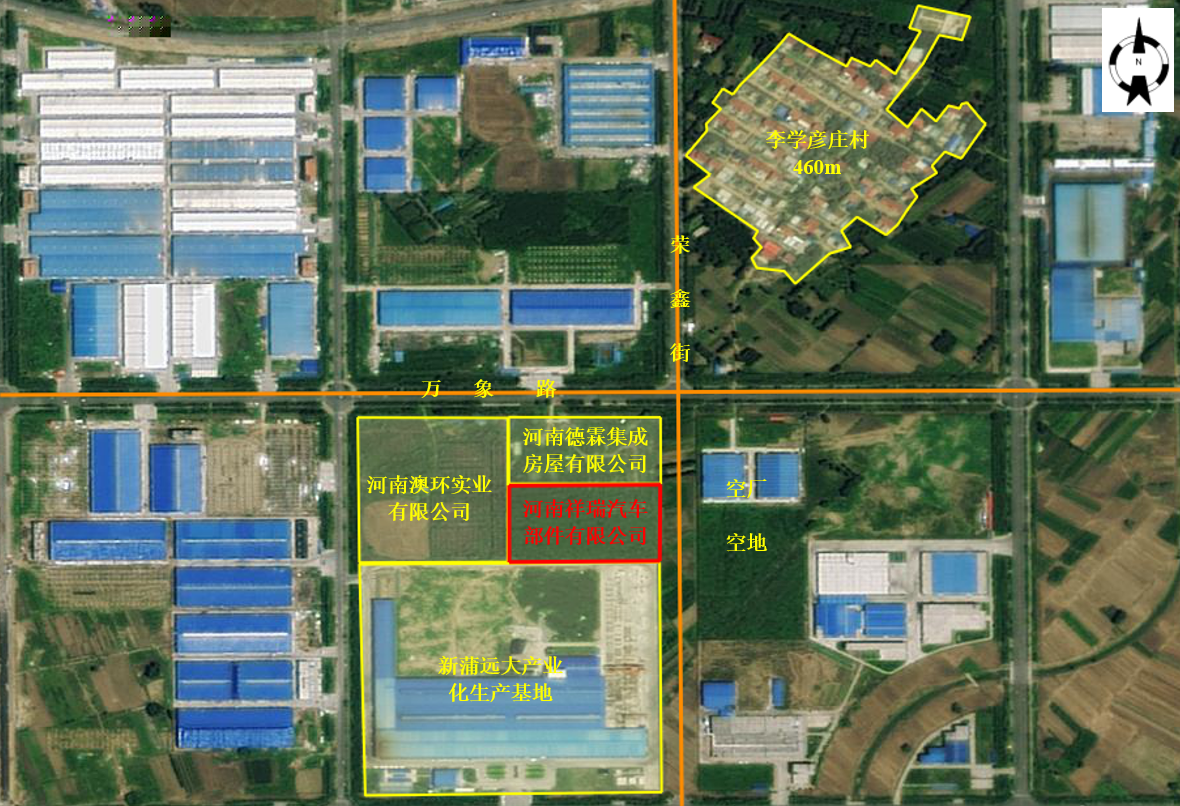 N
李学彦庄村
460m
荣鑫街
万象路
河南德霖集成
房屋有限公司
河南澳环实业
有限公司
河南祥瑞汽车
部件有限公司
空厂
空地
新蒲远大产业
化生产基地